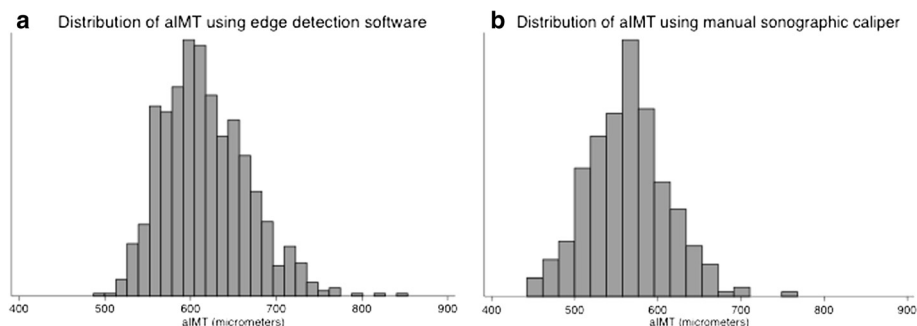 a Distribution of aIMT using edge detection software
400 500 600 700 800 900
aIMT (micrometers)
b Distribution of aIMT using manual sonographic caliper
400 500 600 700 800 900
aIMT (micrometers)